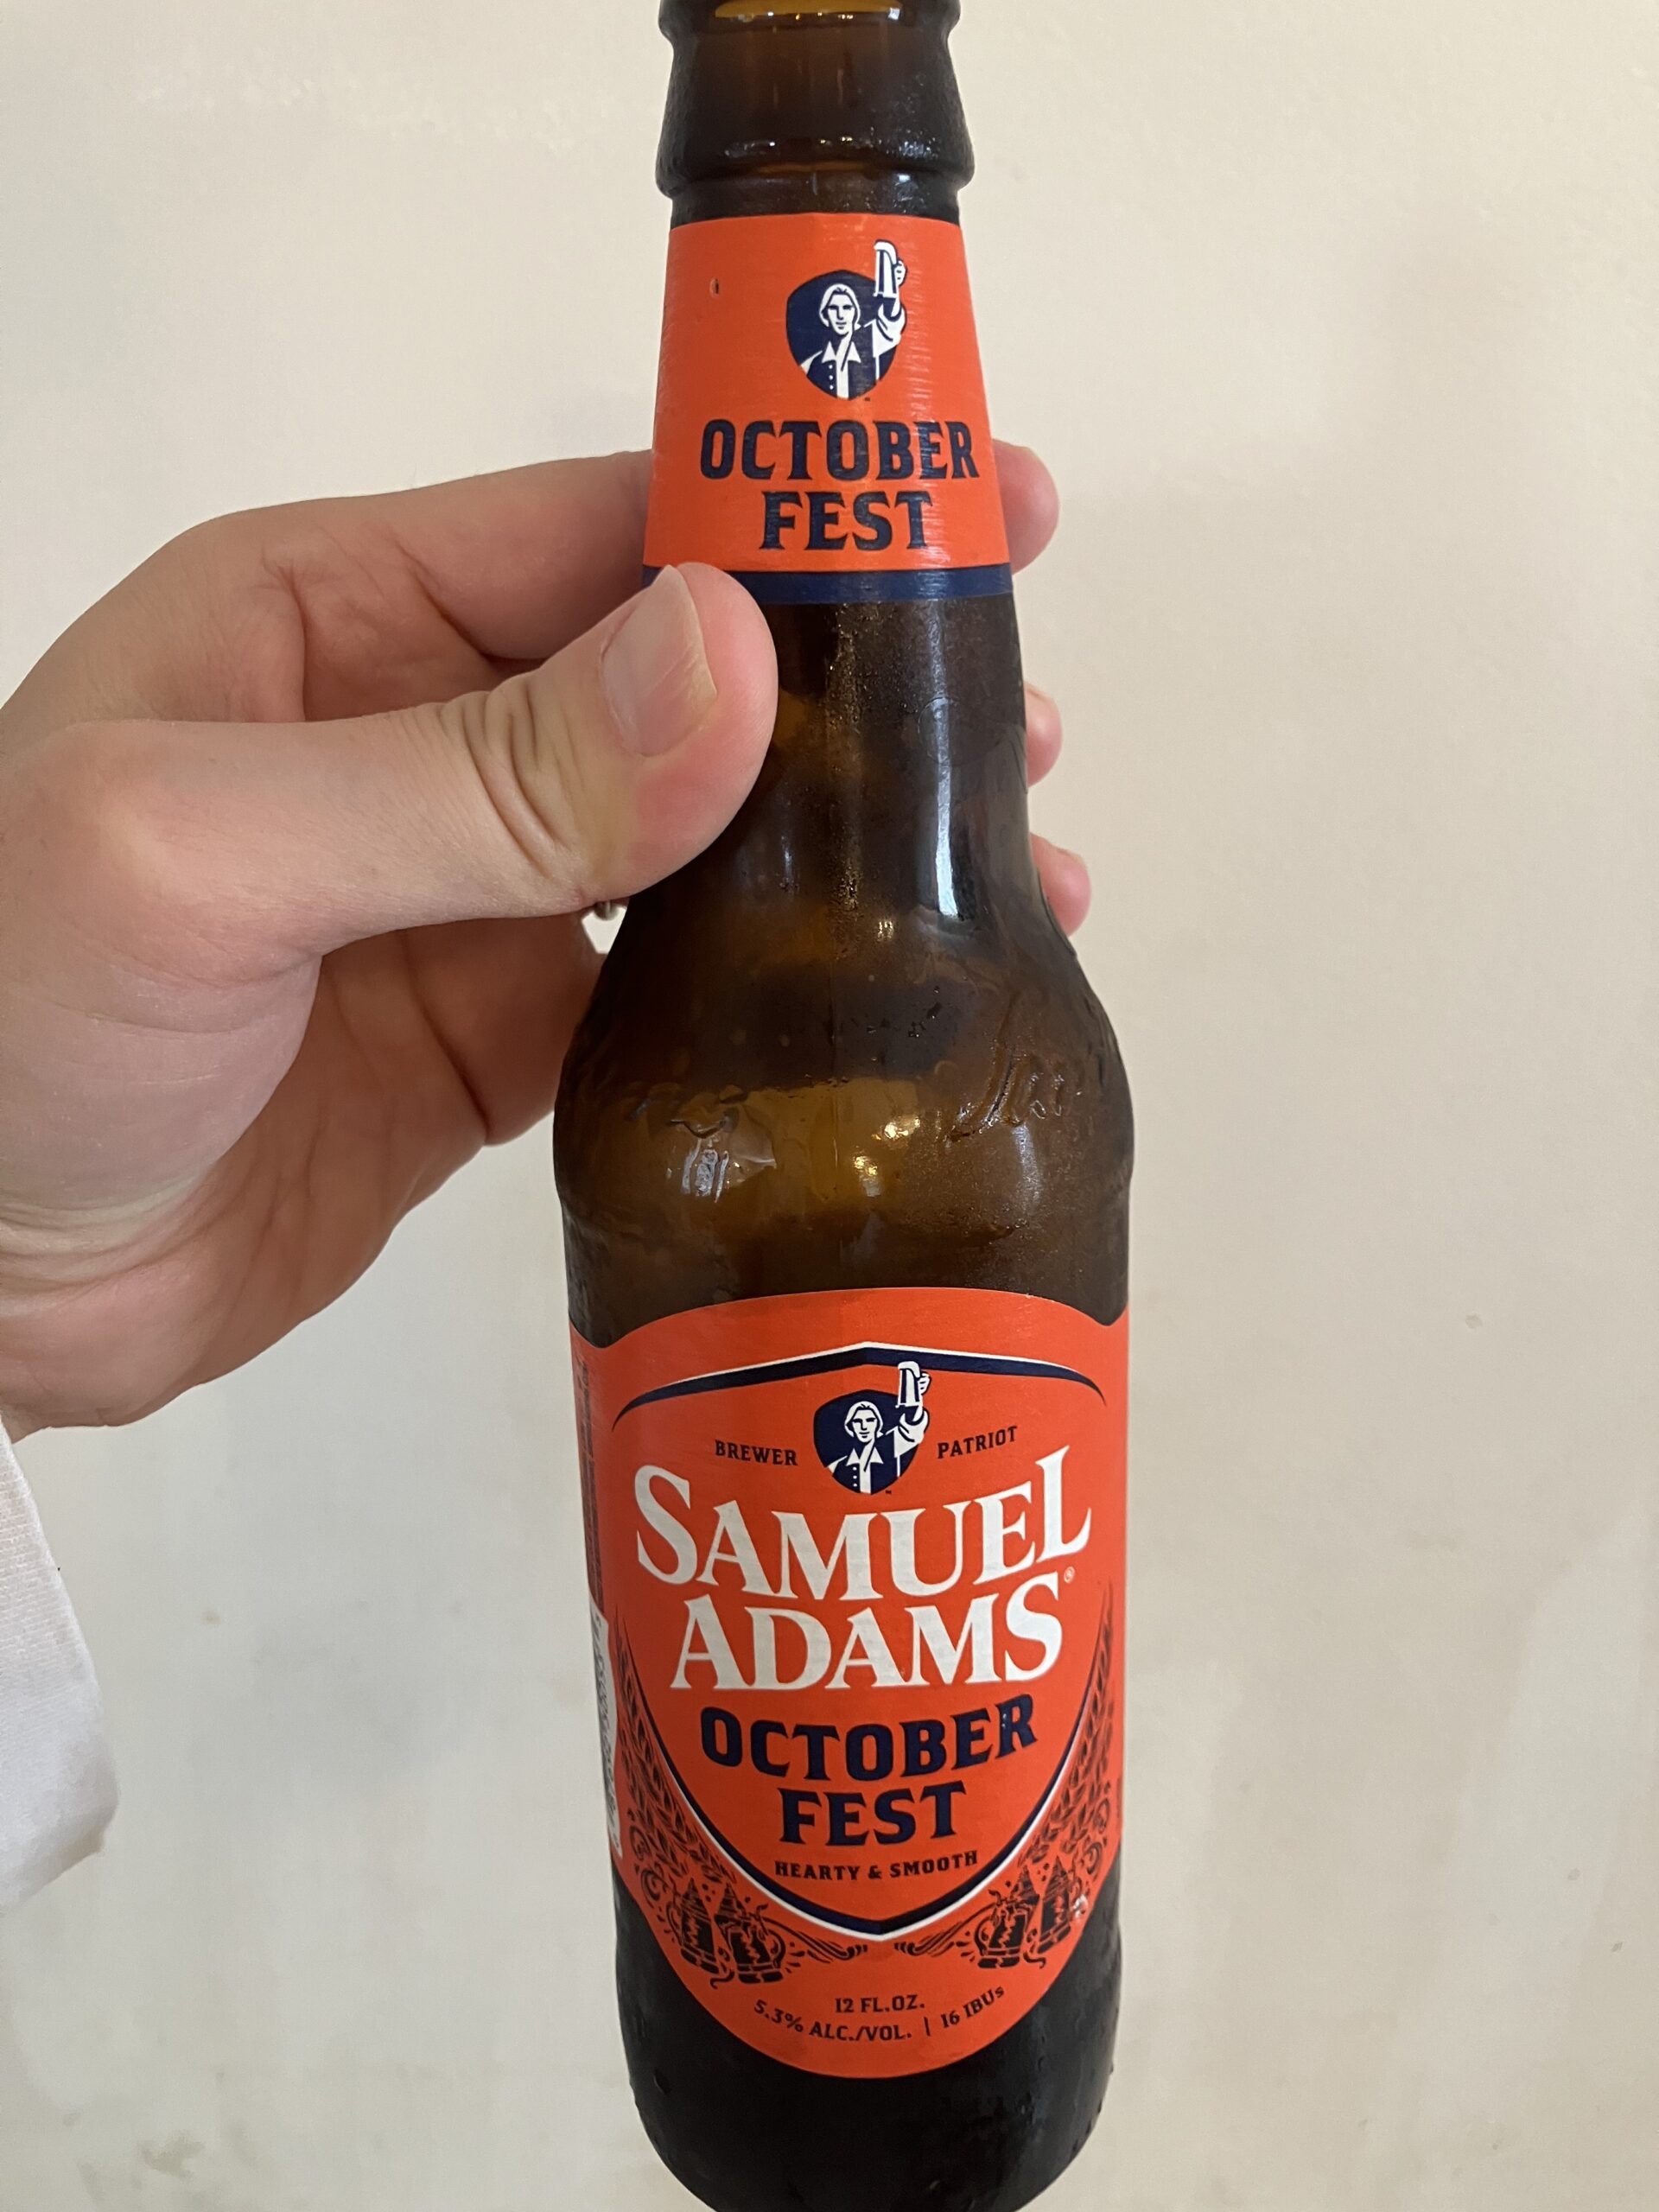 OCTOBER
FEST
BREWER PATRIOT
SAMUEL
ADAMS®
OCTOBER
FEST
HEARTY & SMOOTH
12 FL.OZ.
5.3% ALC./VOL. | 16 IBUs